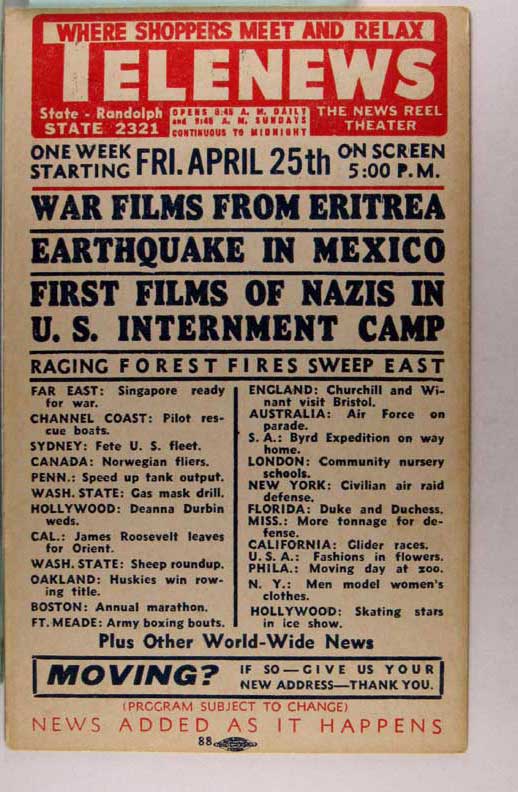 WHERE SHOPPERS MEET AND RELAX
TELENEWS
State - Randolph
STATE 2321
OPENS 8:45 A. M. DAILY
and 9:45 A. M. SUNDAYS
CONTINUOUS TO MIDNIGHT
THE NEWS REEL
THEATER
ONE WEEK
STARTING
FRI. APRIL 25th
ON SCREEN
5:00 P. M.
WAR FILMS FROM ERITREA
EARTHQUAKE IN MEXICO
FIRST FILMS OF NAZIS IN
U. S. INTERNMENT CAMP
RAGING FOREST FIRES SWEEP EAST
FAR EAST: Singapore ready
for war.
CHANNEL COAST: Pilot res-
cue boats.
SYDNEY: Fete U. S. fleet.
CANADA: Norwegian fliers.
PENN.: Speed up tank output.
WASH. STATE: Gas mask drill.
HOLLYWOOD: Deanna Durbin
weds.
CAL.: James Roosevelt leaves
for Orient.
WASH. STATE: Sheep roundup.
OAKLAND: Huskies win row-
ing title.
BOSTON: Annual marathon.
FT. MEADE: Army boxing bouts.
ENGLAND: Churchill and Wi-
nant visit Bristol.
AUSTRALIA: Air Force on
parade.
S. A.: Byrd Expedition on way
home.
LONDON: Community nursery
schools.
NEW YORK: Civilian air raid
defense.
FLORIDA: Duke and Duchess.
MISS.: More tonnage for de-
fense.
CALIFORNIA: Glider races.
U. S. A.: Fashions in flowers.
PHILA.: Moving day at zoo.
N. Y.: Men model women's
clothes.
HOLLYWOOD: Skating stars
in ice show.
Plus Other World-Wide News
MOVING?
IF SO—GIVE US YOUR
NEW ADDRESS—THANK YOU.
(PROGRAM SUBJECT TO CHANGE)
NEWS ADDED AS IT HAPPENS
88